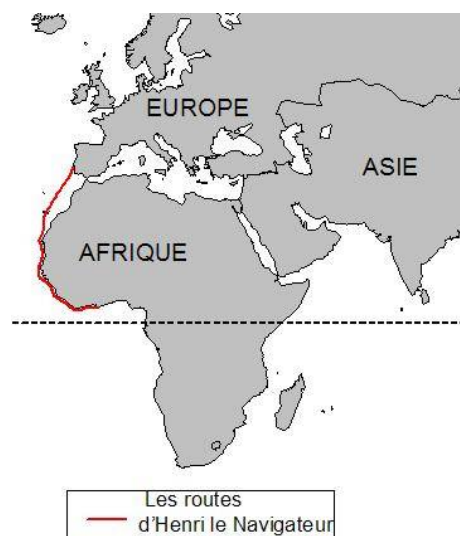 EUROPE
ASIE
AFRIQUE
Les routes
d'Henri le Navigateur